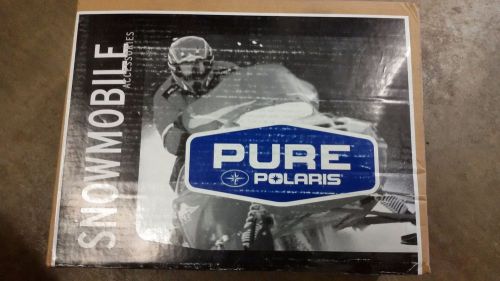 SNOWMOBILE
ACCESSORIES
PURE
POLARIS